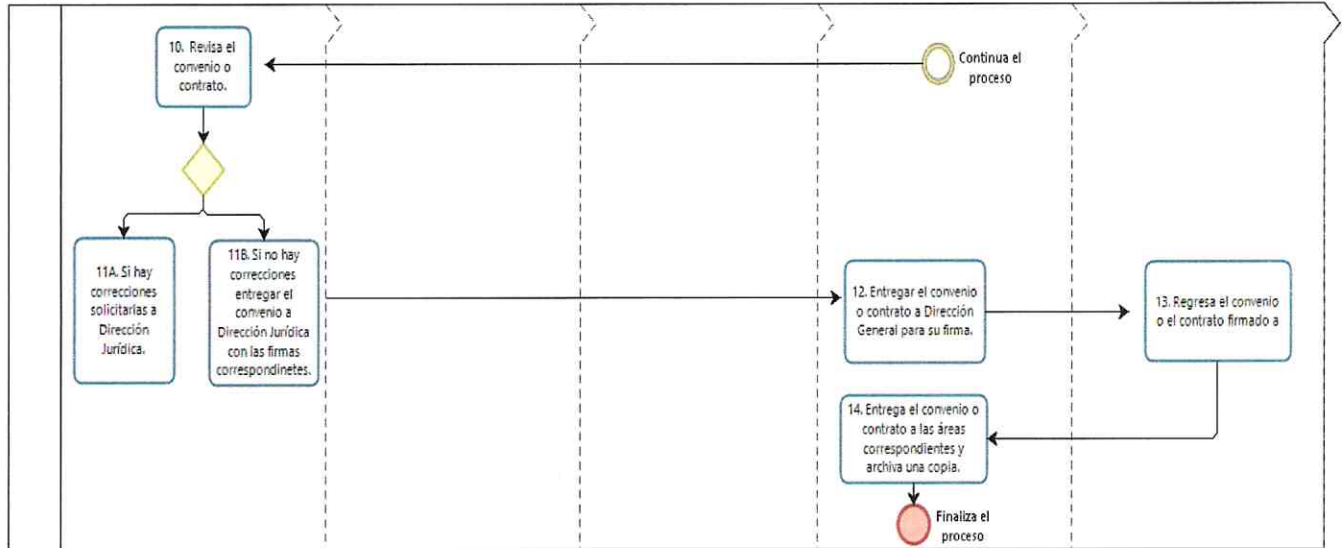 10. Revisa el
convenio o
contrato.
Continua el
proceso
11A. Si hay
correcciones
solicitarlas a
Dirección
Jurídica.
11B. Si no hay
correcciones
entregar el
convenio a
Dirección Jurídica
con las firmas
correspondinetes.
12. Entregar el convenio
o contrato a Dirección
General para su firma.
13. Regresa el convenio
o el contrato firmado a
14. Entrega el convenio o
contrato a las áreas
correspondientes y
archiva una copia.
Finaliza el
proceso